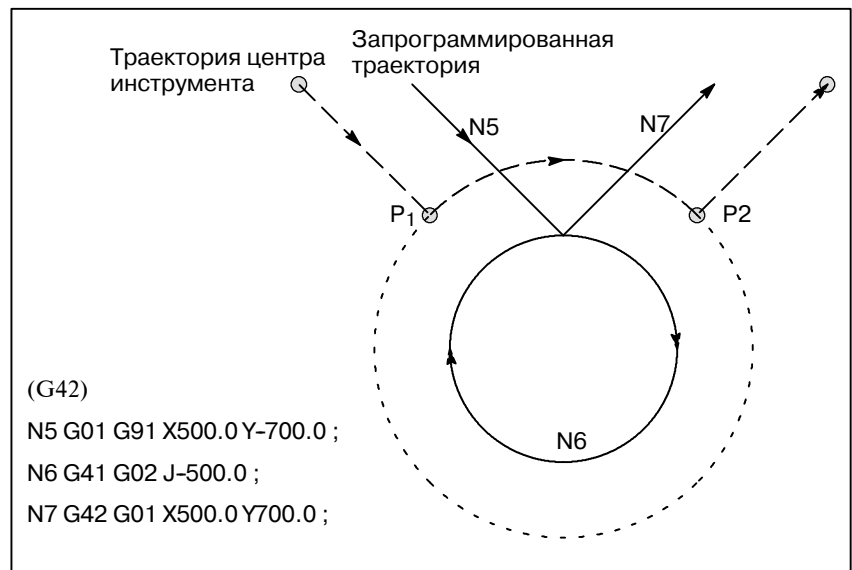 Траектория центра
инструмента
Запрограммированная
траектория
N5
N7
P1
P2
N6
(G42)
N5 G01 G91 X500.0 Y-700.0 ;
N6 G41 G02 J-500.0 ;
N7 G42 G01 X500.0 Y700.0 ;